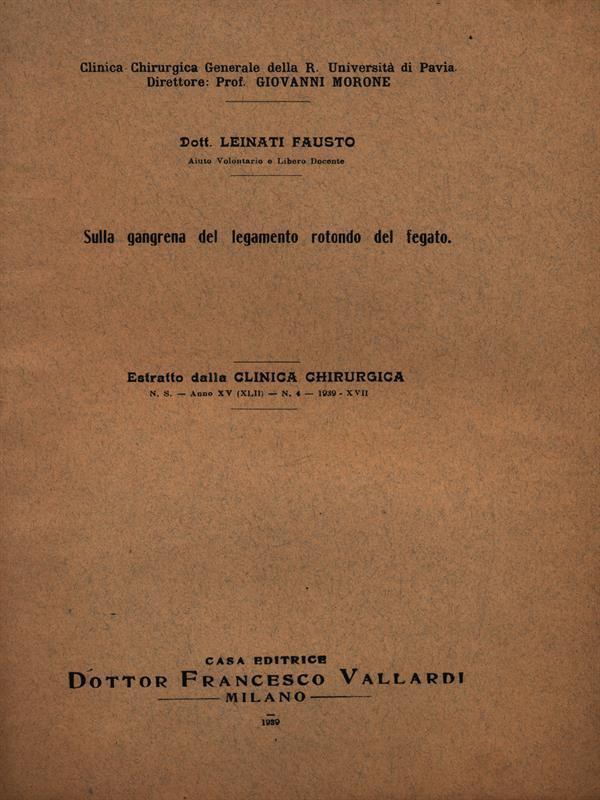 Clinica Chirurgica Generale della R. Università di Pavia.
Direttore: Prof. GIOVANNI MORONE
Dott. LEINATI FAUSTO
Aiuto Volontario e Libero Docente
Sulla gangrena del legamento rotondo del fegato.
Estratto dalla CLINICA CHIRURGICA
N. S. — Anno XV (XLII) — N. 4 — 1939 - XVII
CASA EDITRICE
DOTTOR FRANCESCO VALLARDI
MILANO
1939